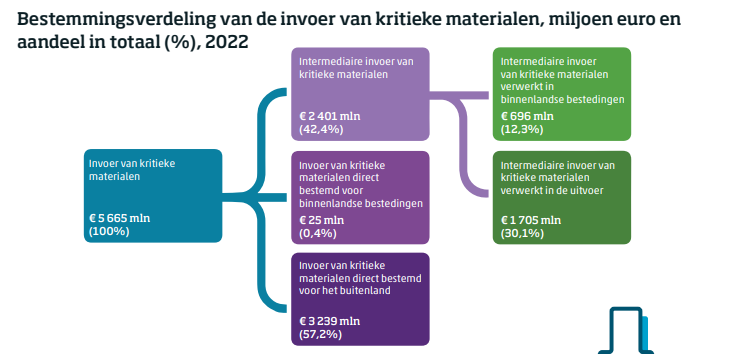 Bestemmingsverdeling van de invoer van kritieke materialen, miljoen euro en
aandeel in totaal (%), 2022
Invoer van kritieke
materialen
€ 5 665 mln
(100%)
Intermediaire invoer van
kritieke materialen
€ 2 401 mln
(42,4%)
Invoer van kritieke
materialen direct
bestemd voor
binnenlandse bestedingen
€ 25 mln
(0,4%)
Invoer van kritieke
materialen direct bestemd
voor het buitenland
€ 3 239 mln
(57,2%)
Intermediaire invoer
van kritieke materialen
verwerkt in
binnenlandse bestedingen
€ 696 mln
(12,3%)
Intermediaire invoer van
kritieke materialen
verwerkt in de uitvoer
€ 1 705 mln
(30,1%)